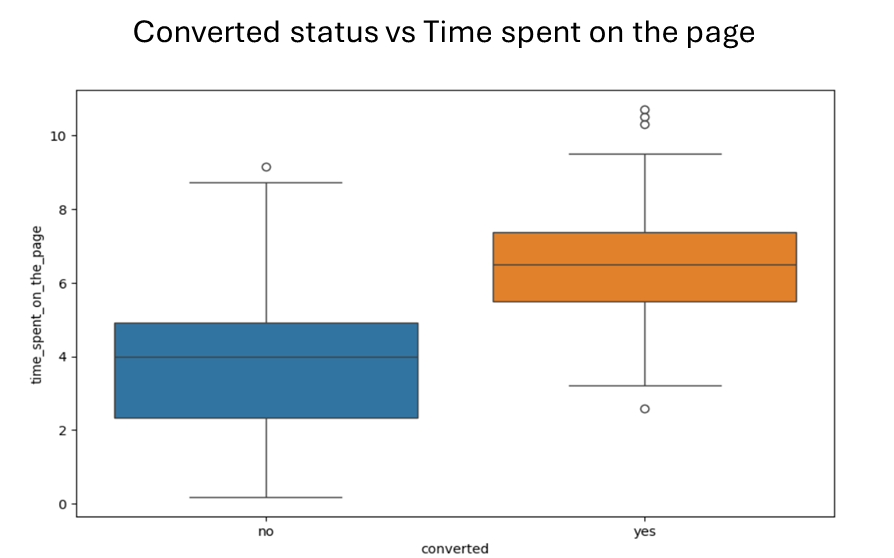 Converted status vs Time spent on the page
time_spent_on_the_page
10
8
6
4
2
0
no yes
converted